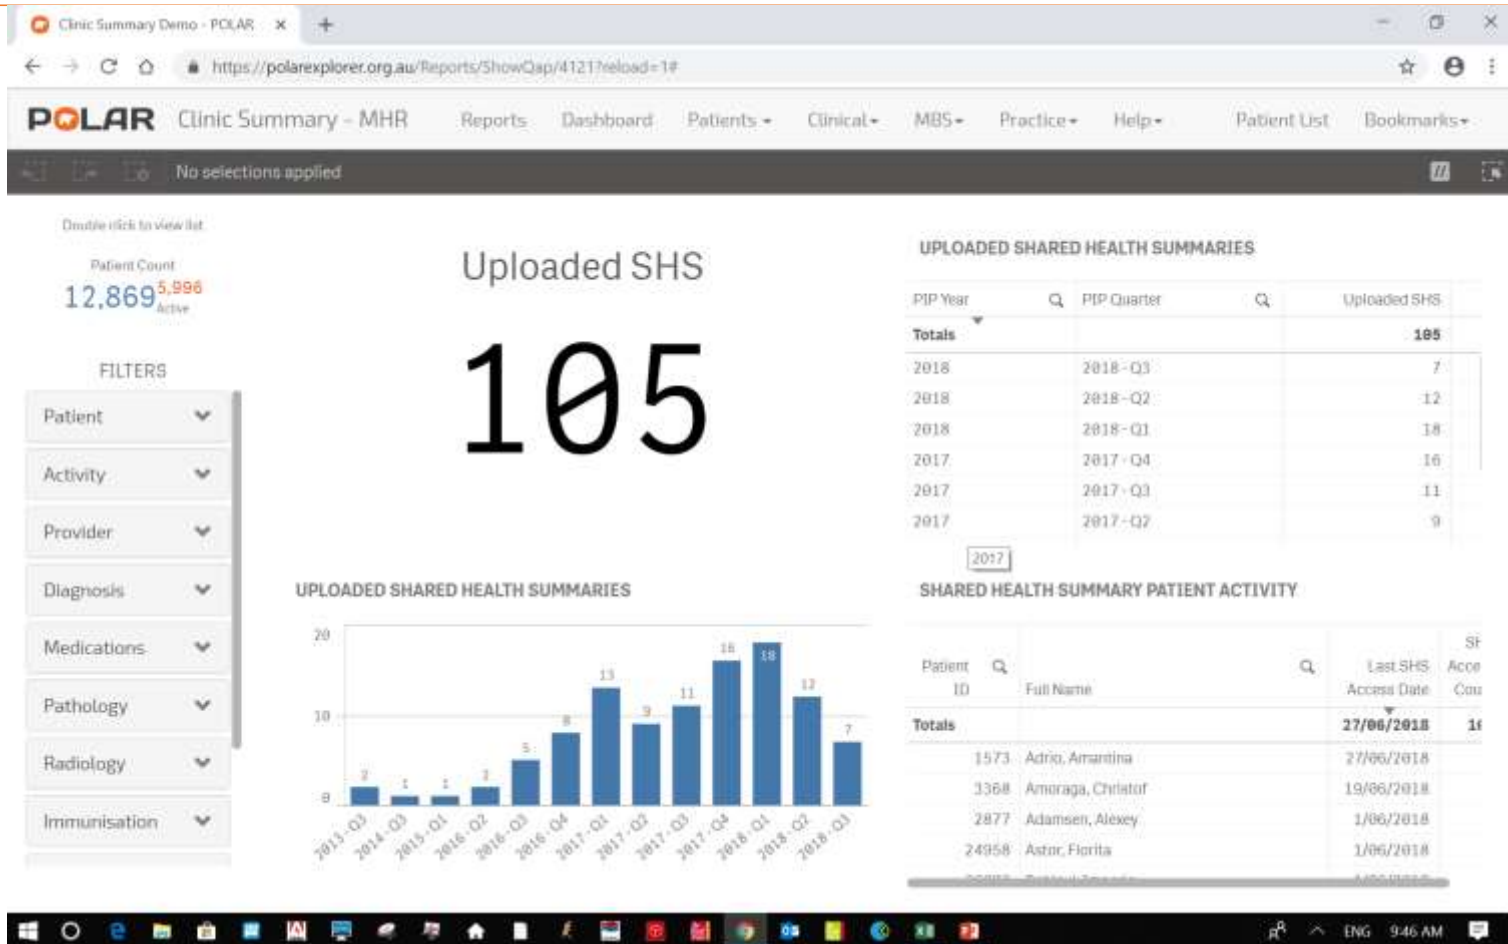 Clinic Summary Demo - POLAR
https://polarexplorer.org.au/Reports/ShowQap/4121?reload=1#
POLAR Clinic Summary - MHR Reports Dashboard Patients Clinical MBS Practice Help Patient List Bookmarks
No selections applied
Double click to view list
Patient Count
12,869 5,996
Active
FILTERS
Patient
Activity
Provider
Diagnosis
Medications
Pathology
Radiology
Immunisation
Uploaded SHS
105
UPLOADED SHARED HEALTH SUMMARIES
20
10
0
2 1 1 2 5 8 13 9 11 16 18 12 7
2013-Q3 2014-Q3 2015-Q1 2016-Q2 2016-Q3 2016-Q4 2017-Q1 2017-Q2 2017-Q3 2017-Q4 2018-Q1 2018-Q2 2018-Q3
UPLOADED SHARED HEALTH SUMMARIES
PIP Year PIP Quarter Uploaded SHS
Totals 105
2018 2018-Q3 7
2018 2018-Q2 12
2018 2018-Q1 18
2017 2017-Q4 16
2017 2017-Q3 11
2017 2017-Q2 9
2017
SHARED HEALTH SUMMARY PATIENT ACTIVITY
Patient ID Full Name Last SHS Access Date
Totals 27/06/2018
1573 Adrio, Amantina 27/06/2018
3368 Amoraga, Christof 19/06/2018
2877 Adamsen, Alexey 1/06/2018
24958 Astor, Florita 1/06/2018
ENG 9:46 AM